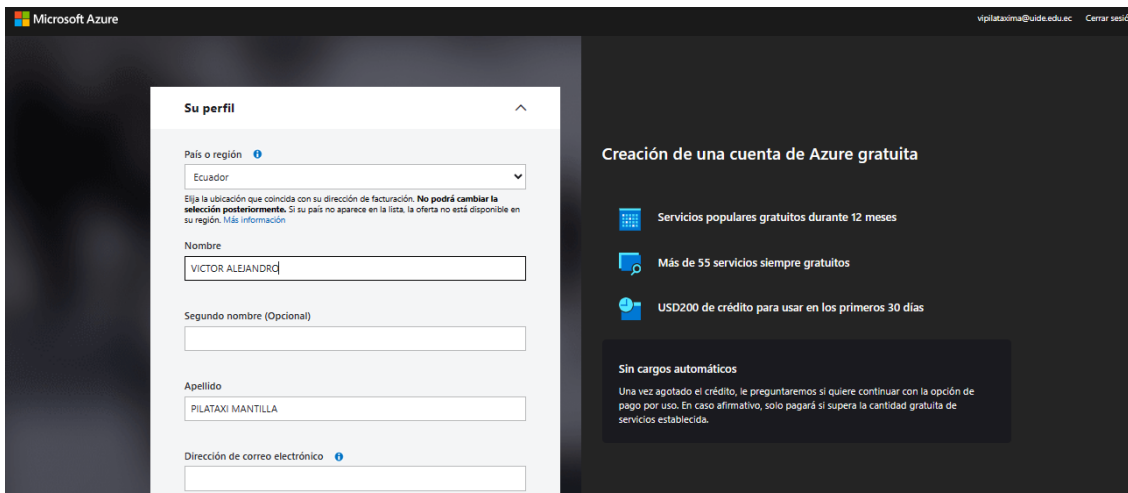 Microsoft Azure
vipilataxima@uide.edu.ec Cerrar sesió
Su perfil
País o región
Ecuador
Elija la ubicación que coincida con su dirección de facturación. No podrá cambiar la
selección posteriormente. Si su país no aparece en la lista, la oferta no está disponible en
su región. Más información
Nombre
VICTOR ALEJANDRO
Segundo nombre (Opcional)
Apellido
PILATAXI MANTILLA
Dirección de correo electrónico
Creación de una cuenta de Azure gratuita
Servicios populares gratuitos durante 12 meses
Más de 55 servicios siempre gratuitos
USD200 de crédito para usar en los primeros 30 días
Sin cargos automáticos
Una vez agotado el crédito, le preguntaremos si quiere continuar con la opción de
pago por uso. En caso afirmativo, solo pagará si supera la cantidad gratuita de
servicios establecida.